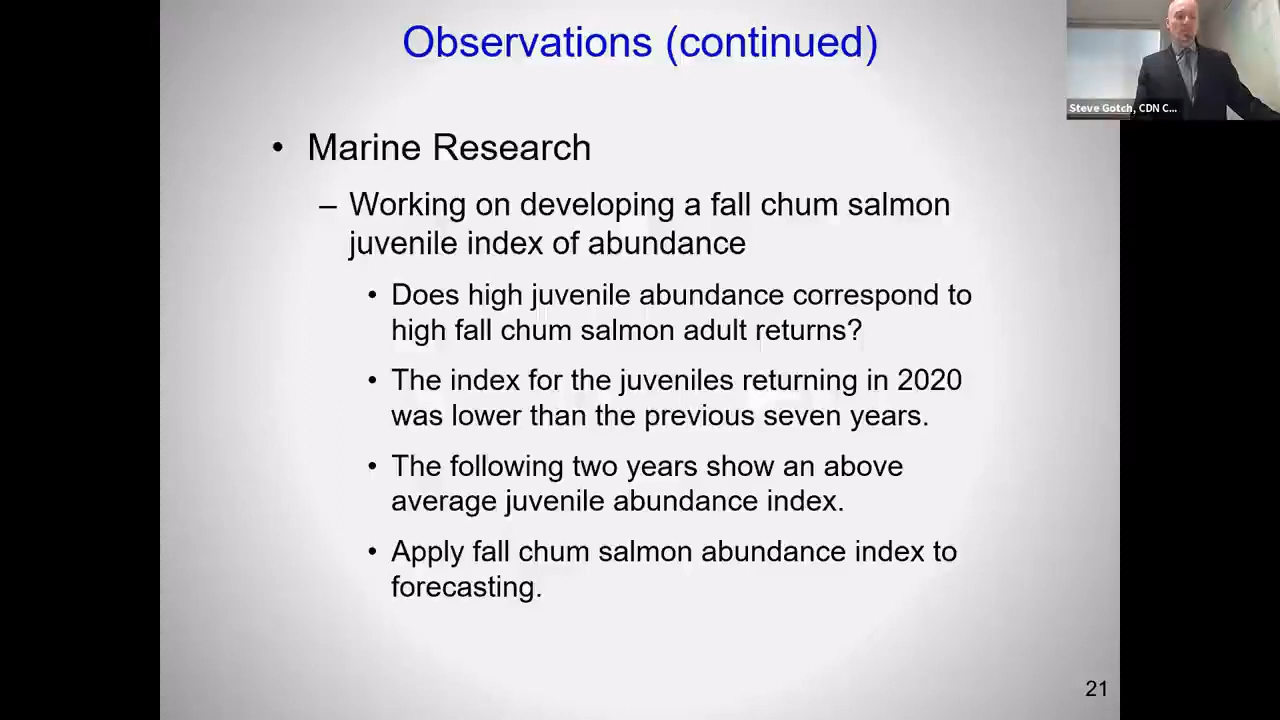 Observations (continued)
Steve Gotch, CDN C...
• Marine Research
– Working on developing a fall chum salmon
juvenile index of abundance
• Does high juvenile abundance correspond to
high fall chum salmon adult returns?
• The index for the juveniles returning in 2020
was lower than the previous seven years.
• The following two years show an above
average juvenile abundance index.
• Apply fall chum salmon abundance index to
forecasting.
21